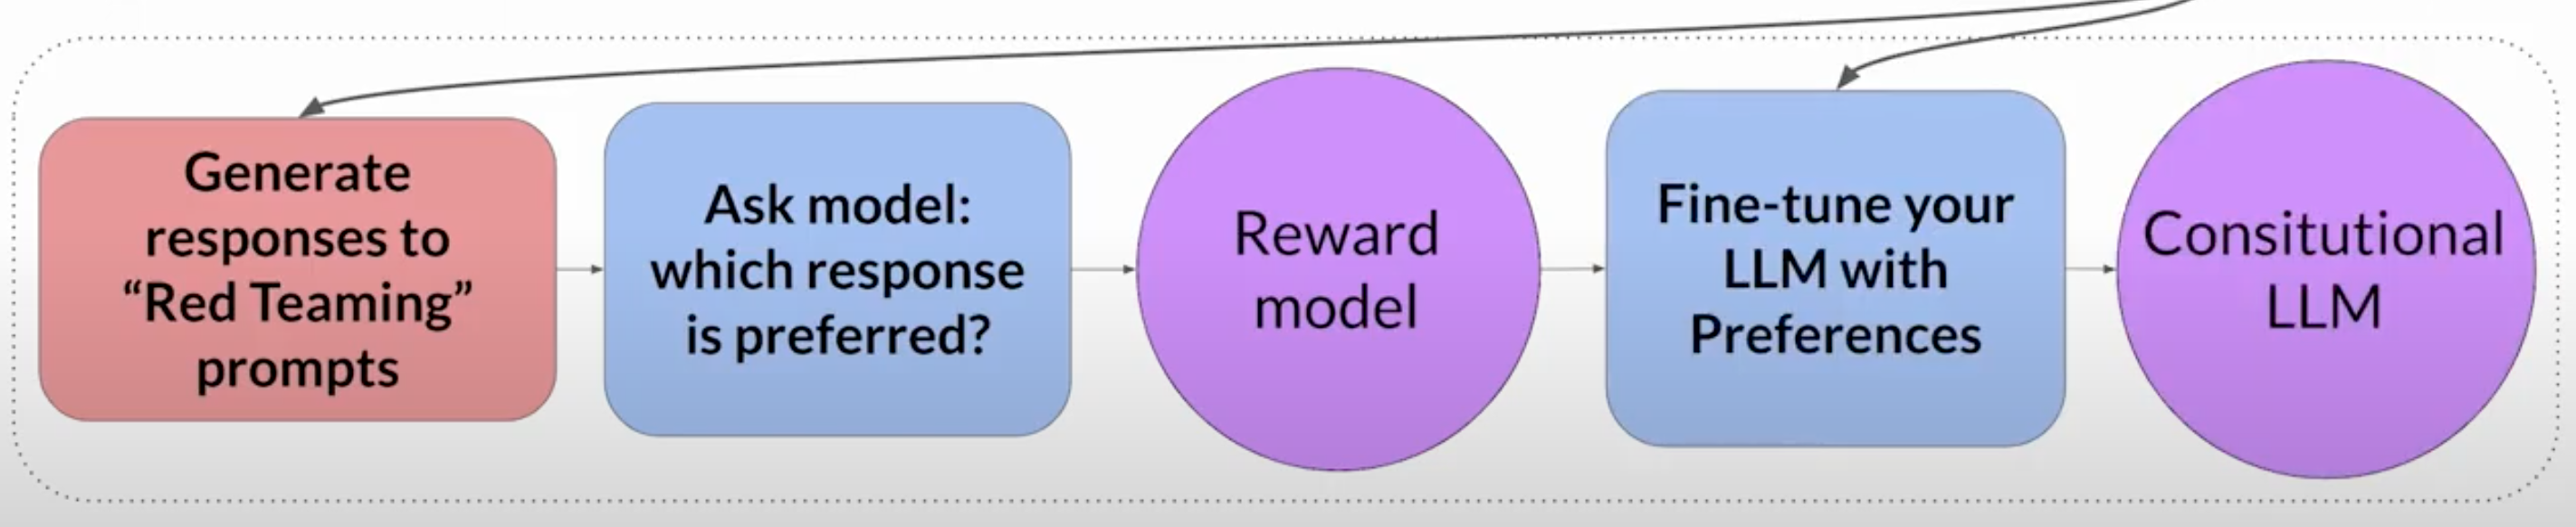 Generate
responses to
“Red Teaming”
prompts
Ask model:
which response
is preferred?
Reward
model
Fine-tune your
LLM with
Preferences
Consitutional
LLM